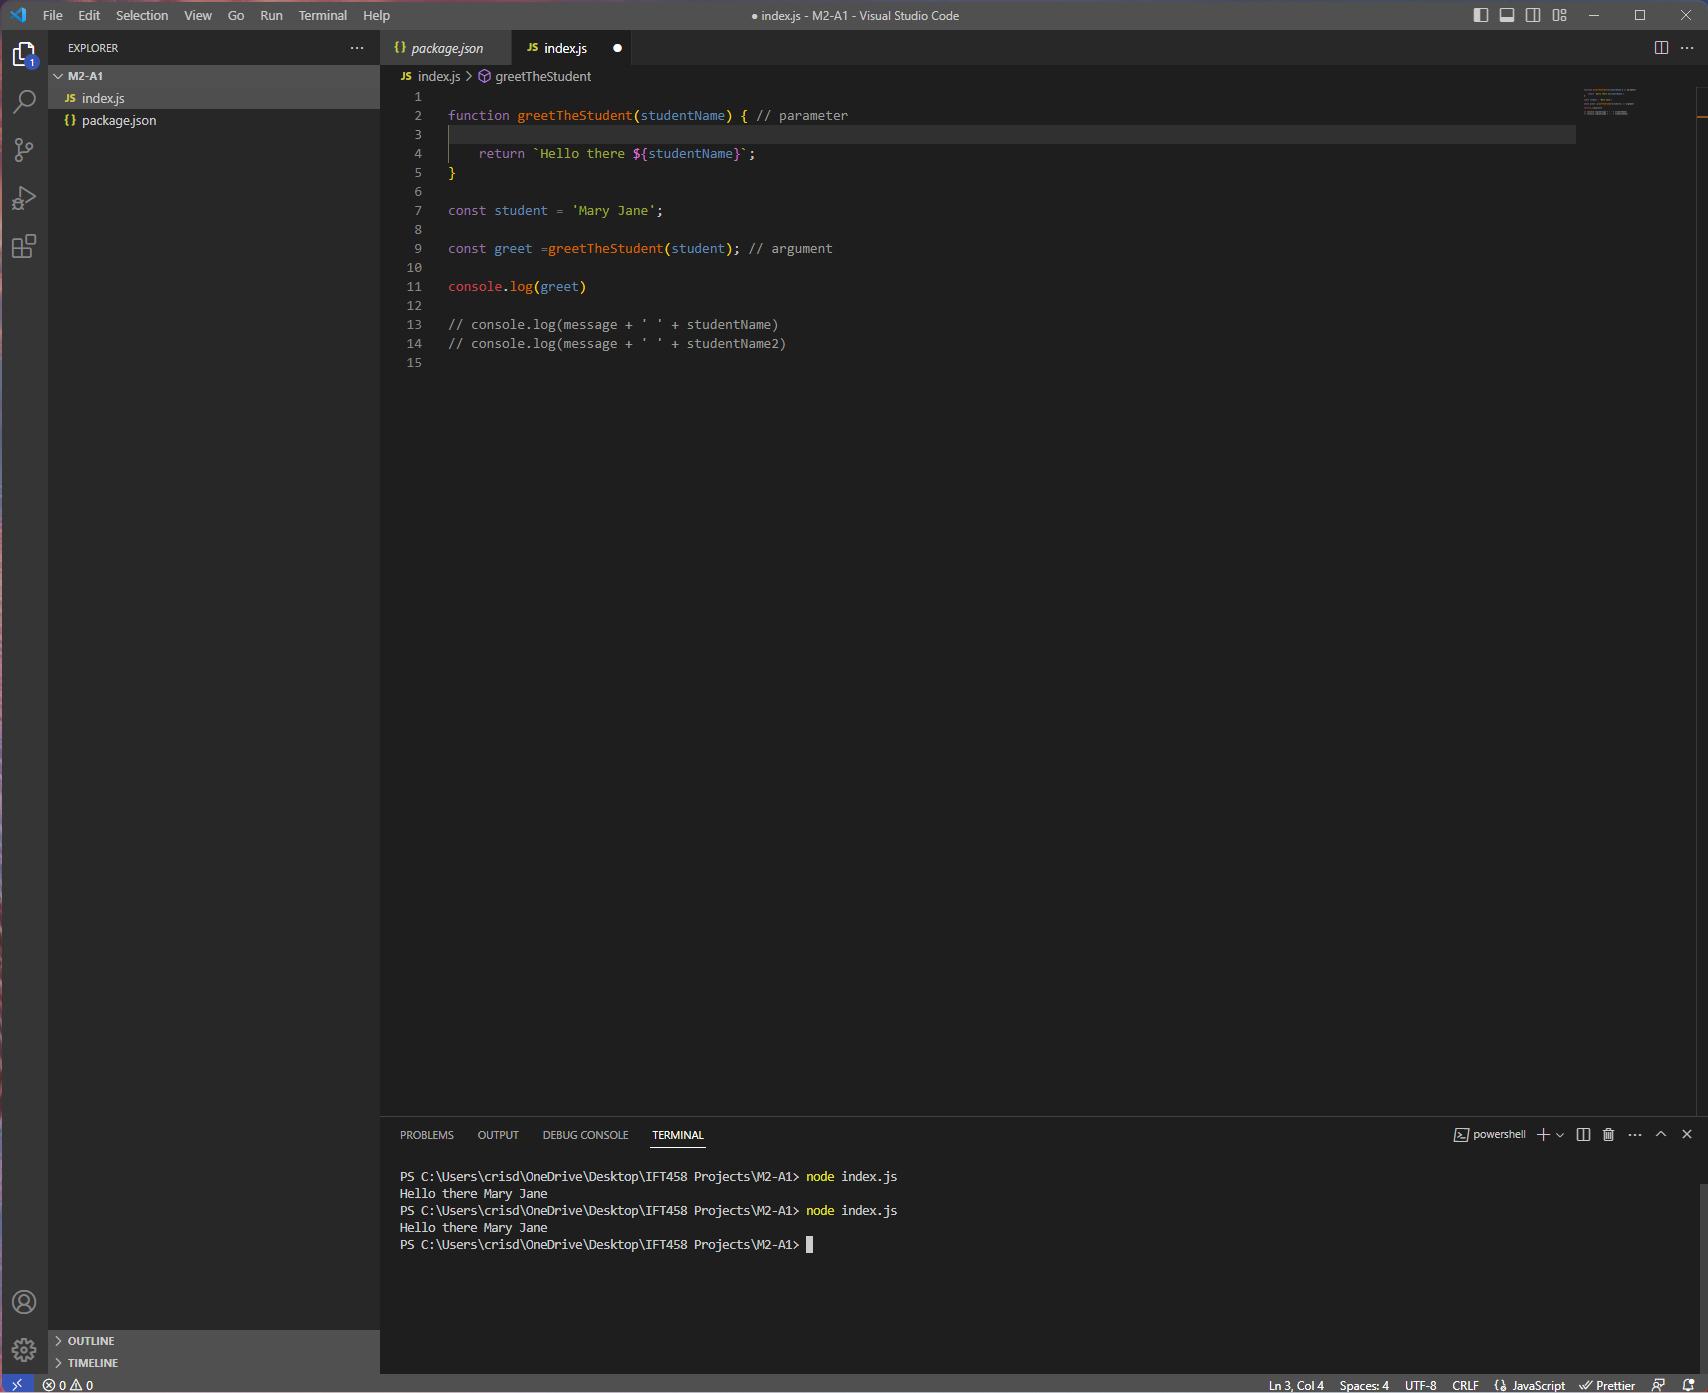 File Edit Selection View Go Run Terminal Help
● index.js - M2-A1 - Visual Studio Code
EXPLORER
1
M2-A1
JS index.js
{} package.json
{} package.json
JS index.js
JS index.js > greetTheStudent
1
2 function greetTheStudent(studentName) { // parameter
3
4 return `Hello there ${studentName}`;
5 }
6
7 const student = 'Mary Jane';
8
9 const greet =greetTheStudent(student); // argument
10
11 console.log(greet)
12
13 // console.log(message + ' ' + studentName)
14 // console.log(message + ' ' + studentName2)
15
PROBLEMS OUTPUT DEBUG CONSOLE TERMINAL
powershell
PS C:\Users\crisd\OneDrive\Desktop\IFT458 Projects\M2-A1> node index.js
Hello there Mary Jane
PS C:\Users\crisd\OneDrive\Desktop\IFT458 Projects\M2-A1> node index.js
Hello there Mary Jane
PS C:\Users\crisd\OneDrive\Desktop\IFT458 Projects\M2-A1>
OUTLINE
TIMELINE
0 0
Ln 3, Col 4 Spaces: 4 UTF-8 CRLF {} JavaScript Prettier